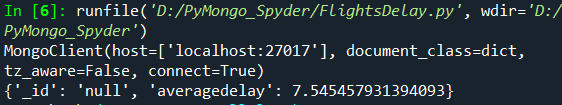 In [6]: runfile('D:/PyMongo_Spyder/FlightsDelay.py', wdir='D:/
PyMongo_Spyder')
MongoClient(host=['localhost:27017'], document_class=dict,
tz_aware=False, connect=True)
{'_id': 'null', 'averagedelay': 7.545457931394093}